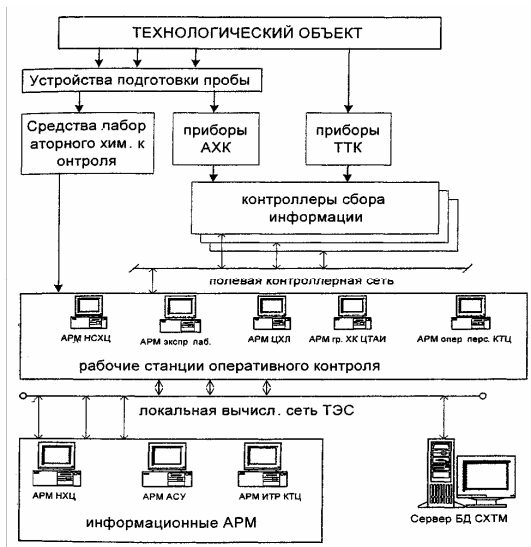 ТЕХНОЛОГИЧЕСКИЙ ОБЪЕКТ
Устройства подготовки пробы
Средства лабор
аторного хим. к
онтроля
приборы
АХК
приборы
ТТК
контроллеры сбора
информации
полевая контроллерная сеть
АРМ НСХЦ
АРМ экспр лаб.
АРМ ЦХЛ
АРМ гр. ХК ЦТАИ
АРМ опер перс. КТЦ
рабочие станции оперативного контроля
локальная вычисл. сеть ТЭС
АРМ НХЦ
АРМ АСУ
АРМ ИТР КТЦ
информационные АРМ
Сервер БД СХТМ